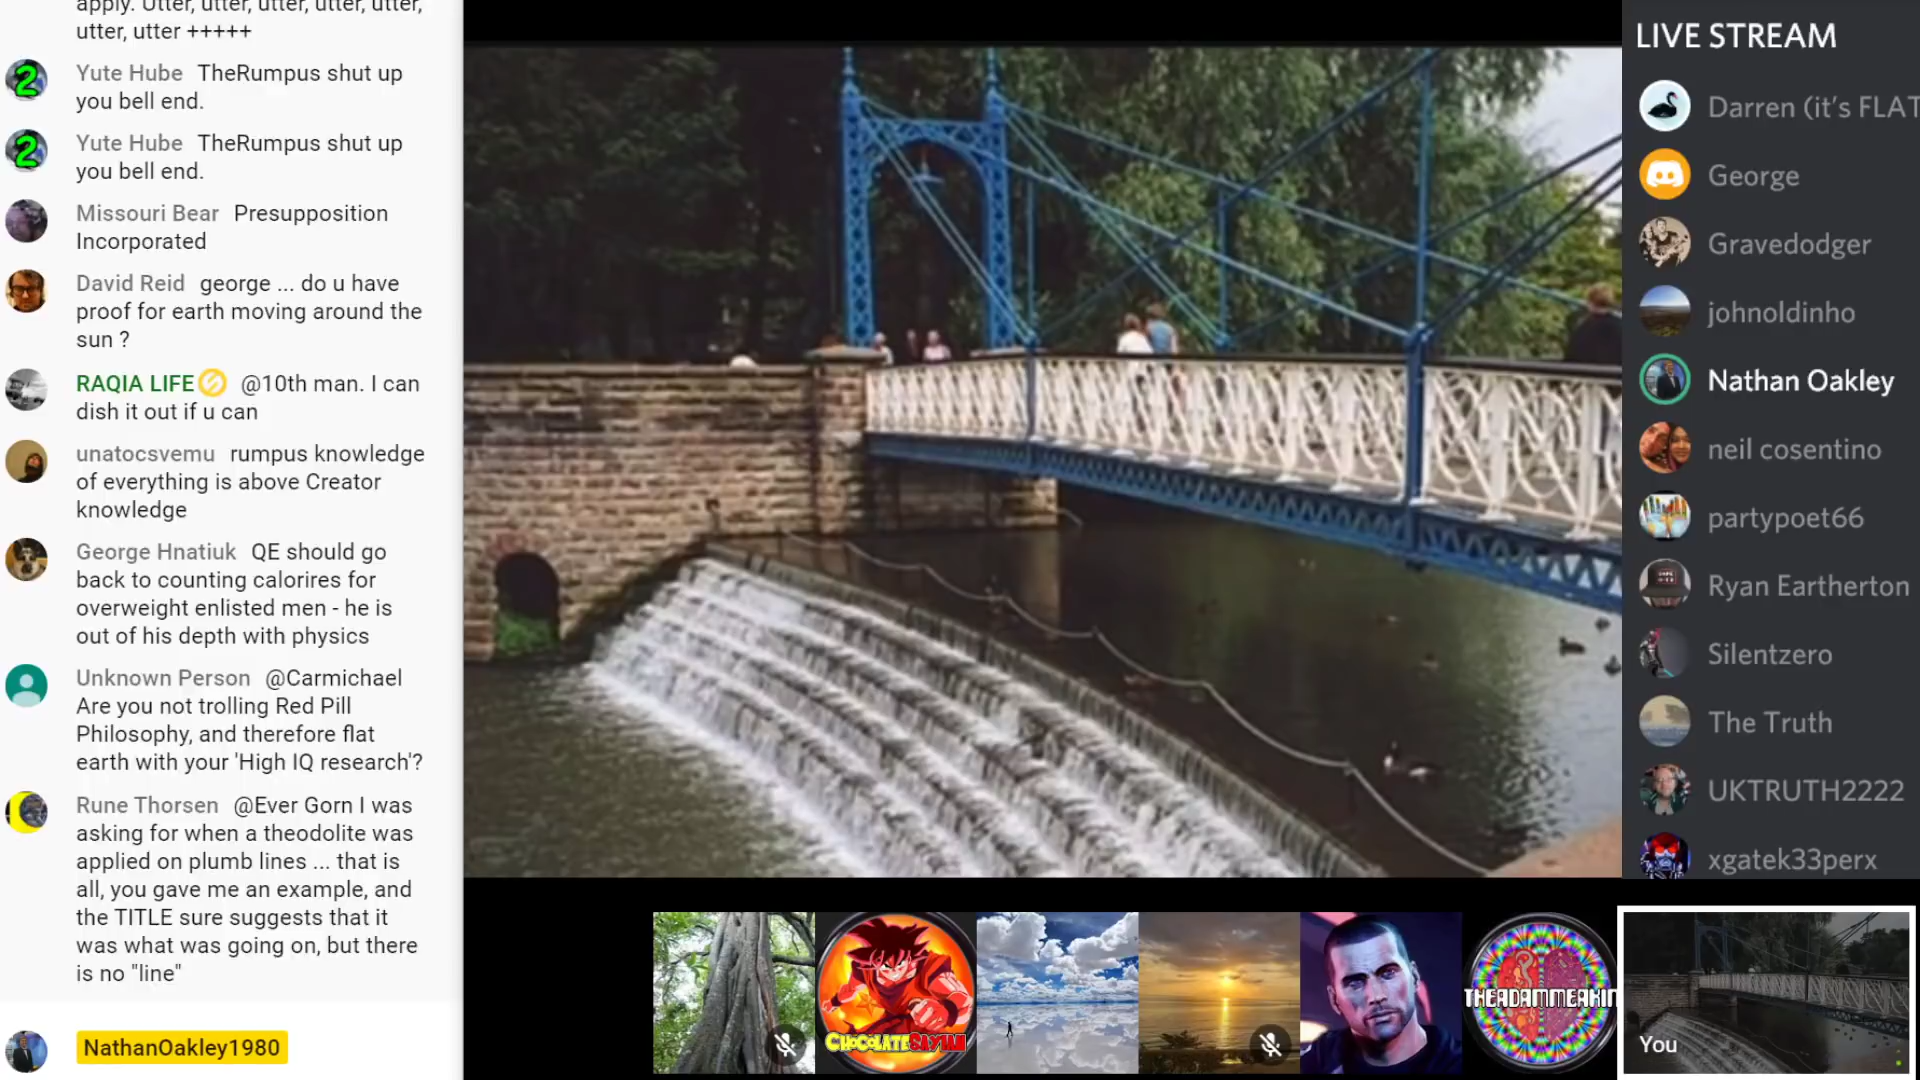 apply. Utter, utter, utter, utter, utter,
utter, utter +++++
Yute Hube TheRumpus shut up
you bell end.
Yute Hube TheRumpus shut up
you bell end.
Missouri Bear Presupposition
Incorporated
David Reid george ... do u have
proof for earth moving around the
sun ?
RAQIA LIFE @10th man. I can
dish it out if u can
unatocsvemu rumpus knowledge
of everything is above Creator
knowledge
George Hnatiuk QE should go
back to counting calorires for
overweight enlisted men - he is
out of his depth with physics
Unknown Person @Carmichael
Are you not trolling Red Pill
Philosophy, and therefore flat
earth with your 'High IQ research'?
Rune Thorsen @Ever Gorn I was
asking for when a theodolite was
applied on plumb lines ... that is
all, you gave me an example, and
the TITLE sure suggests that it
was what was going on, but there
is no "line"
NathanOakley1980
LIVE STREAM
Darren (it's FLAT
George
Gravedodger
johnoldinho
Nathan Oakley
neil cosentino
partypoet66
Ryan Eartherton
Silentzero
The Truth
UKTRUTH2222
xgatek33perx
CHOCOLATESAYIAN
THEADAMMEAKIN
You